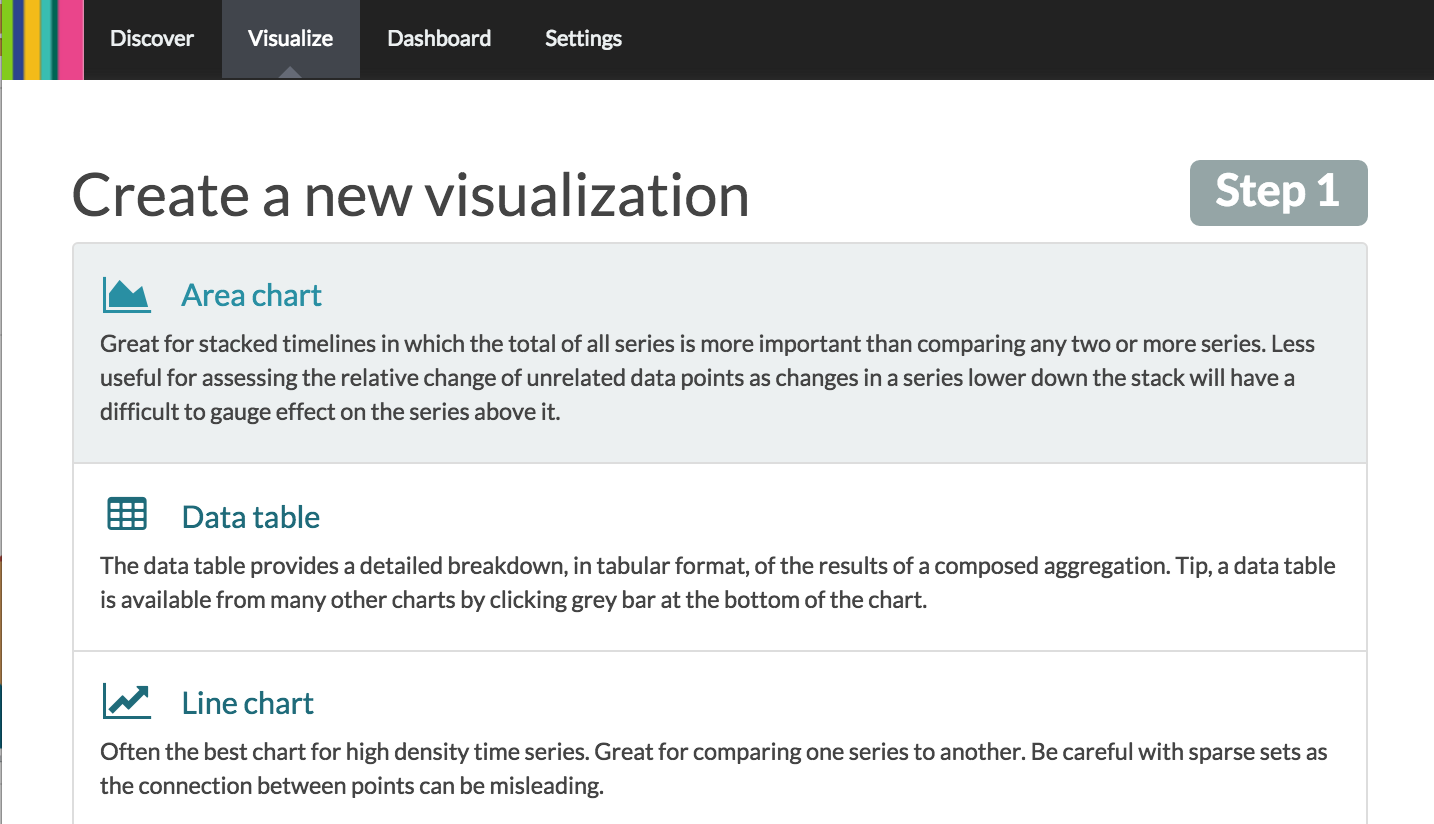 Discover Visualize Dashboard Settings
Create a new visualization
Step 1
Area chart
Great for stacked timelines in which the total of all series is more important than comparing any two or more series. Less
useful for assessing the relative change of unrelated data points as changes in a series lower down the stack will have a
difficult to gauge effect on the series above it.
Data table
The data table provides a detailed breakdown, in tabular format, of the results of a composed aggregation. Tip, a data table
is available from many other charts by clicking grey bar at the bottom of the chart.
Line chart
Often the best chart for high density time series. Great for comparing one series to another. Be careful with sparse sets as
the connection between points can be misleading.